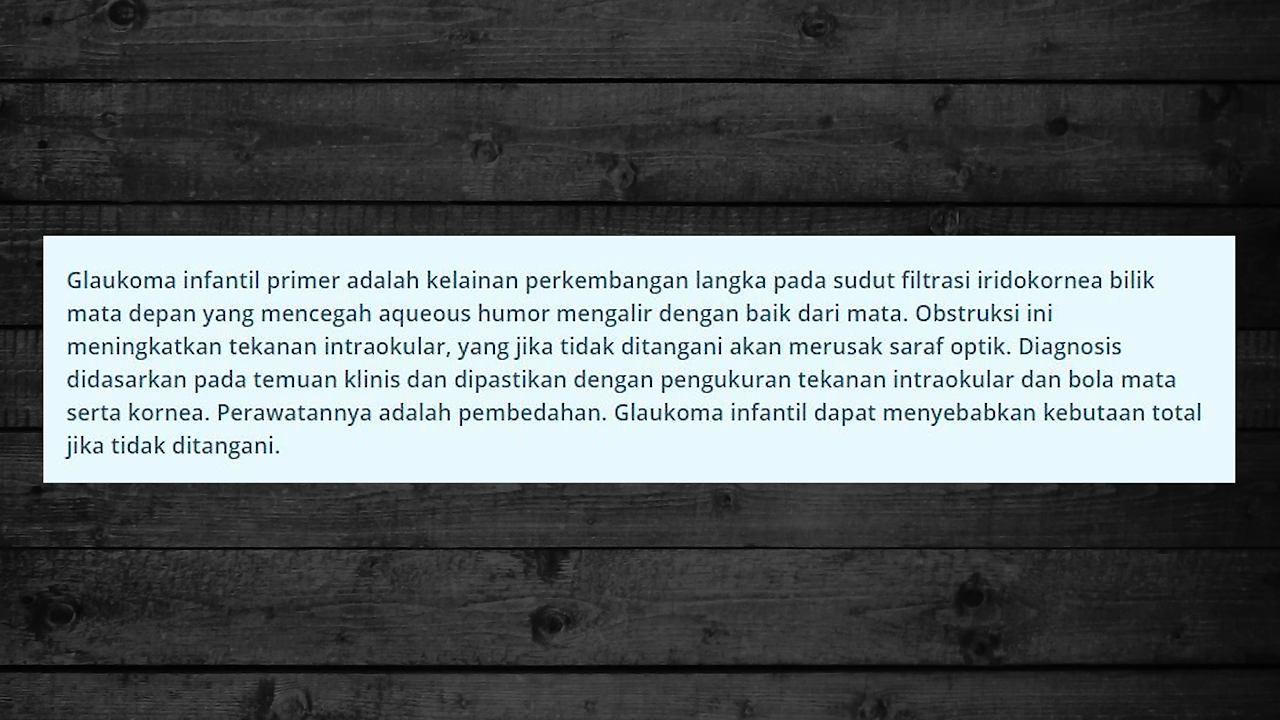 Glaukoma infantil primer adalah kelainan perkembangan langka pada sudut filtrasi iridokornea bilik
mata depan yang mencegah aqueous humor mengalir dengan baik dari mata. Obstruksi ini
meningkatkan tekanan intraokular, yang jika tidak ditangani akan merusak saraf optik. Diagnosis
didasarkan pada temuan klinis dan dipastikan dengan pengukuran tekanan intraokular dan bola mata
serta kornea. Perawatannya adalah pembedahan. Glaukoma infantil dapat menyebabkan kebutaan total
jika tidak ditangani.